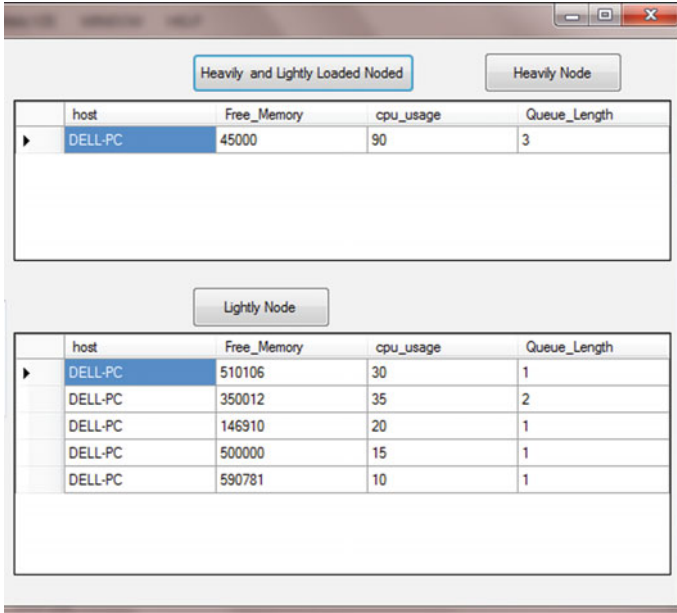 Heavily and Lightly Loaded Noded Heavily Node
host Free_Memory cpu_usage Queue_Length
DELL-PC 45000 90 3
Lightly Node
host Free_Memory cpu_usage Queue_Length
DELL-PC 510106 30 1
DELL-PC 350012 35 2
DELL-PC 146910 20 1
DELL-PC 500000 15 1
DELL-PC 590781 10 1